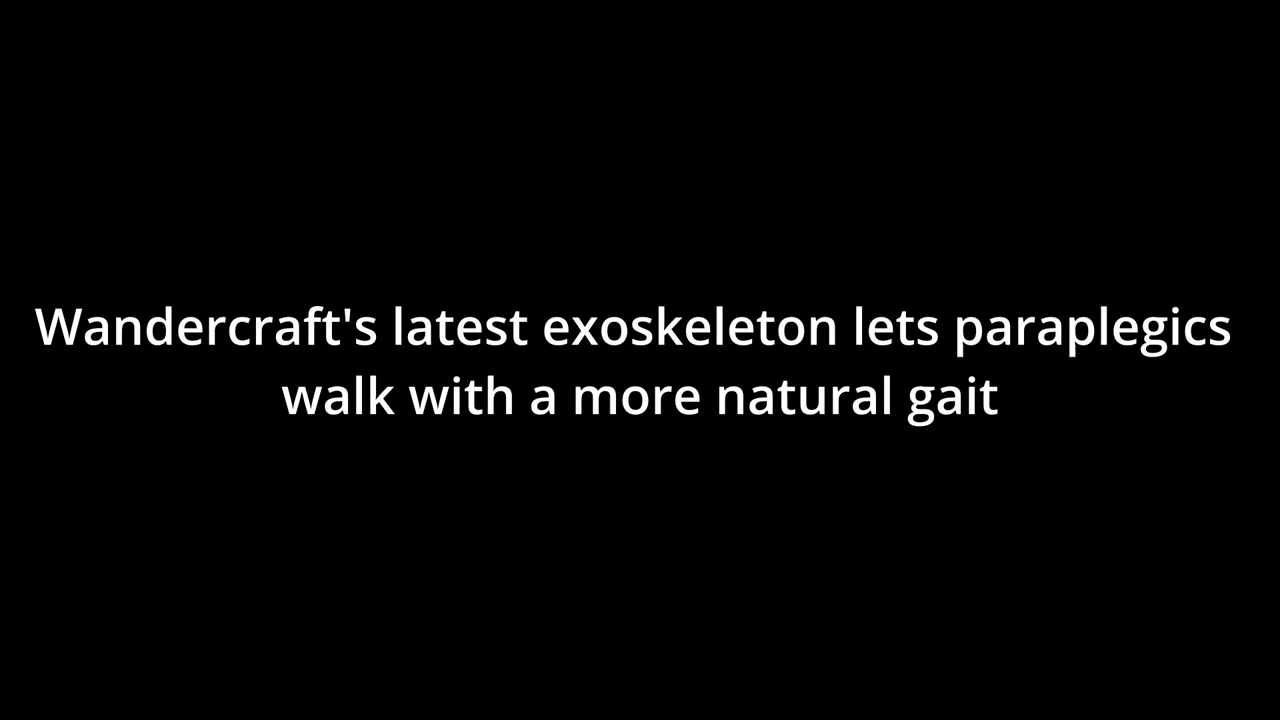 Wandercraft's latest exoskeleton lets paraplegics
walk with a more natural gait